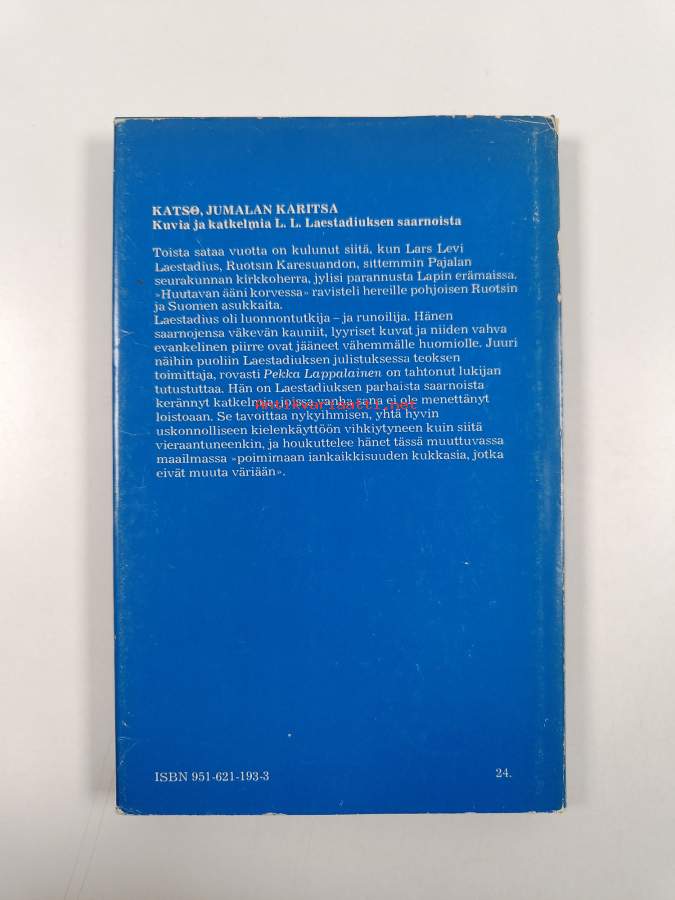 KATSO, JUMALAN KARITSA
Kuvia ja katkelmia L. L. Laestadiuksen saarnoista
Toista sataa vuotta on kulunut siitä, kun Lars Levi
Laestadius, Ruotsin Karesuandon, sittemmin Pajalan
seurakunnan kirkkoherra, jylisi parannusta Lapin erämaissa.
»Huutavan ääni korvessa» ravisteli hereille pohjoisen Ruotsin
ja Suomen asukkaita.
Laestadius oli luonnontutkija – ja runoilija. Hänen
saarnojensa väkevän kauniit, lyyriset kuvat ja niiden vahva
evankelinen piirre ovat jääneet vähemmälle huomiolle. Juuri
näihin puoliin Laestadiuksen julistuksessa teoksen
toimittaja, rovasti Pekka Lappalainen on tahtonut lukijan
tutustuttaa. Hän on Laestadiuksen parhaista saarnoista
kerännyt katkelmia, joissa vanha sana ei ole menettänyt
Antikvariaatti.net
loistoaan. Se tavoittaa nykyihmisen, yhtä hyvin
uskonnolliseen kielenkäyttöön vihkiytyneen kuin siitä
vieraantuneenkin, ja houkuttelee hänet tässä muuttuvassa
maailmassa »poimimaan iankaikkisuuden kukkasia, jotka
eivät muuta väriään».
ISBN 951-621-193-3
24.